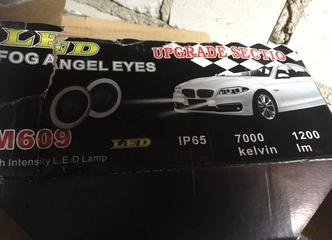 LED
UPGRADE SECTIO
FOG ANGEL EYES
M609
LED
IP65
7000
kelvin
1200
lm
h Intensity L.E.D Lamp